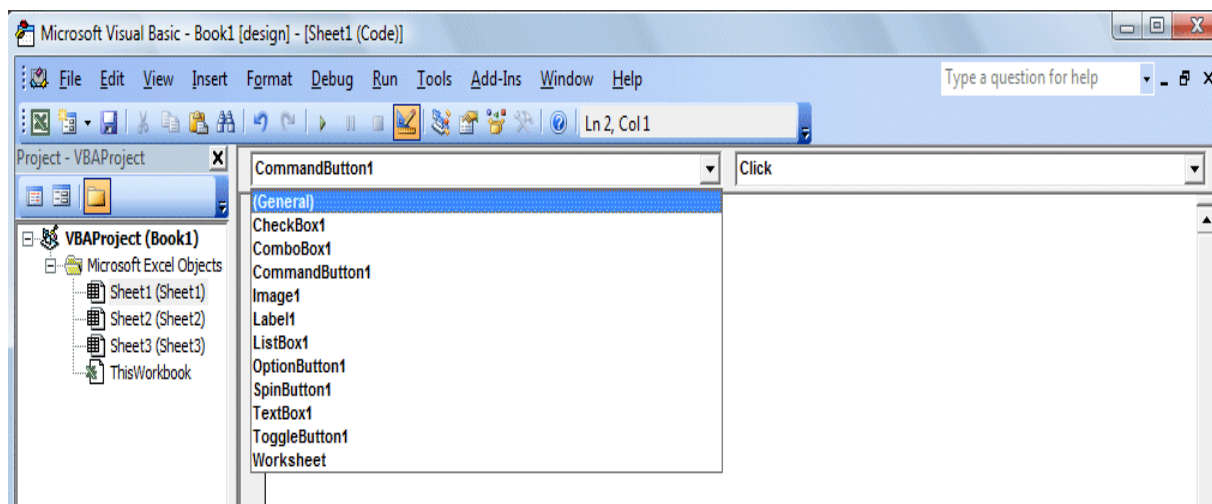 Microsoft Visual Basic - Book1 [design] - [Sheet1 (Code)]
File Edit View Insert Format Debug Run Tools Add-Ins Window Help Type a question for help
Ln 2, Col 1
Project - VBAProject
CommandButton1 Click
VBAProject (Book1)
Microsoft Excel Objects
Sheet1 (Sheet1)
Sheet2 (Sheet2)
Sheet3 (Sheet3)
ThisWorkbook
(General)
CheckBox1
ComboBox1
CommandButton1
Image1
Label1
ListBox1
OptionButton1
SpinButton1
TextBox1
ToggleButton1
Worksheet